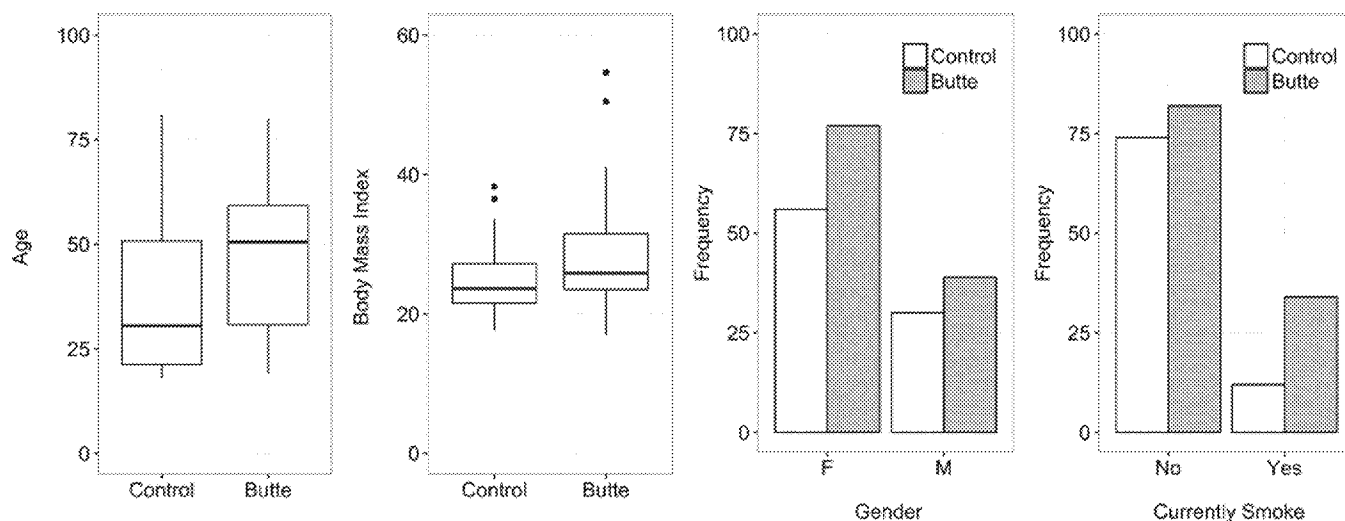 Age
100
75
50
25
0
Control Butte
Body Mass Index
60
40
20
0
Control Butte
Frequency
100
75
50
25
0
Control
Butte
F M
Gender
Frequency
100
75
50
25
0
Control
Butte
No Yes
Currently Smoke